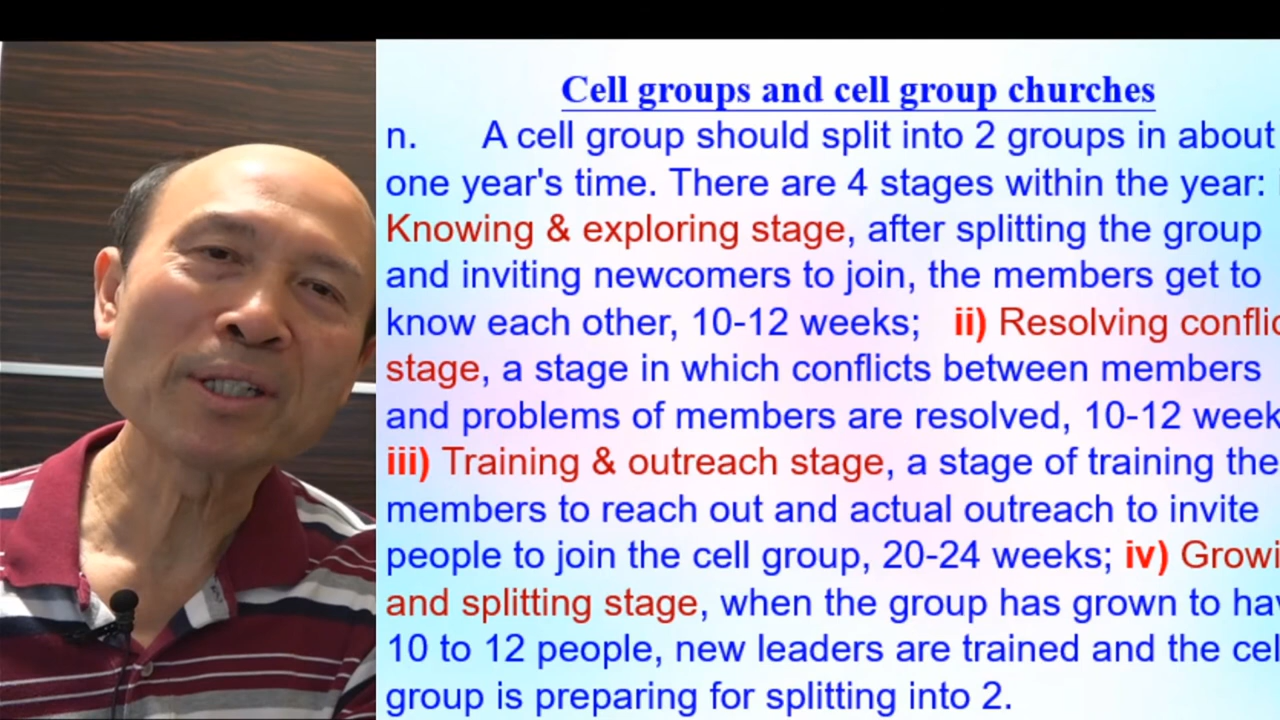 Cell groups and cell group churches
n. A cell group should split into 2 groups in about
one year's time. There are 4 stages within the year:
Knowing & exploring stage, after splitting the group
and inviting newcomers to join, the members get to
know each other, 10-12 weeks; ii) Resolving
stage, a stage in which conflicts between members
and problems of members are resolved, 10-12
iii) Training & outreach stage, a stage of training the
members to reach out and actual outreach to invite
people to join the cell group, 20-24 weeks; iv)
and splitting stage, when the group has grown to
10 to 12 people, new leaders are trained and the
group is preparing for splitting into 2.